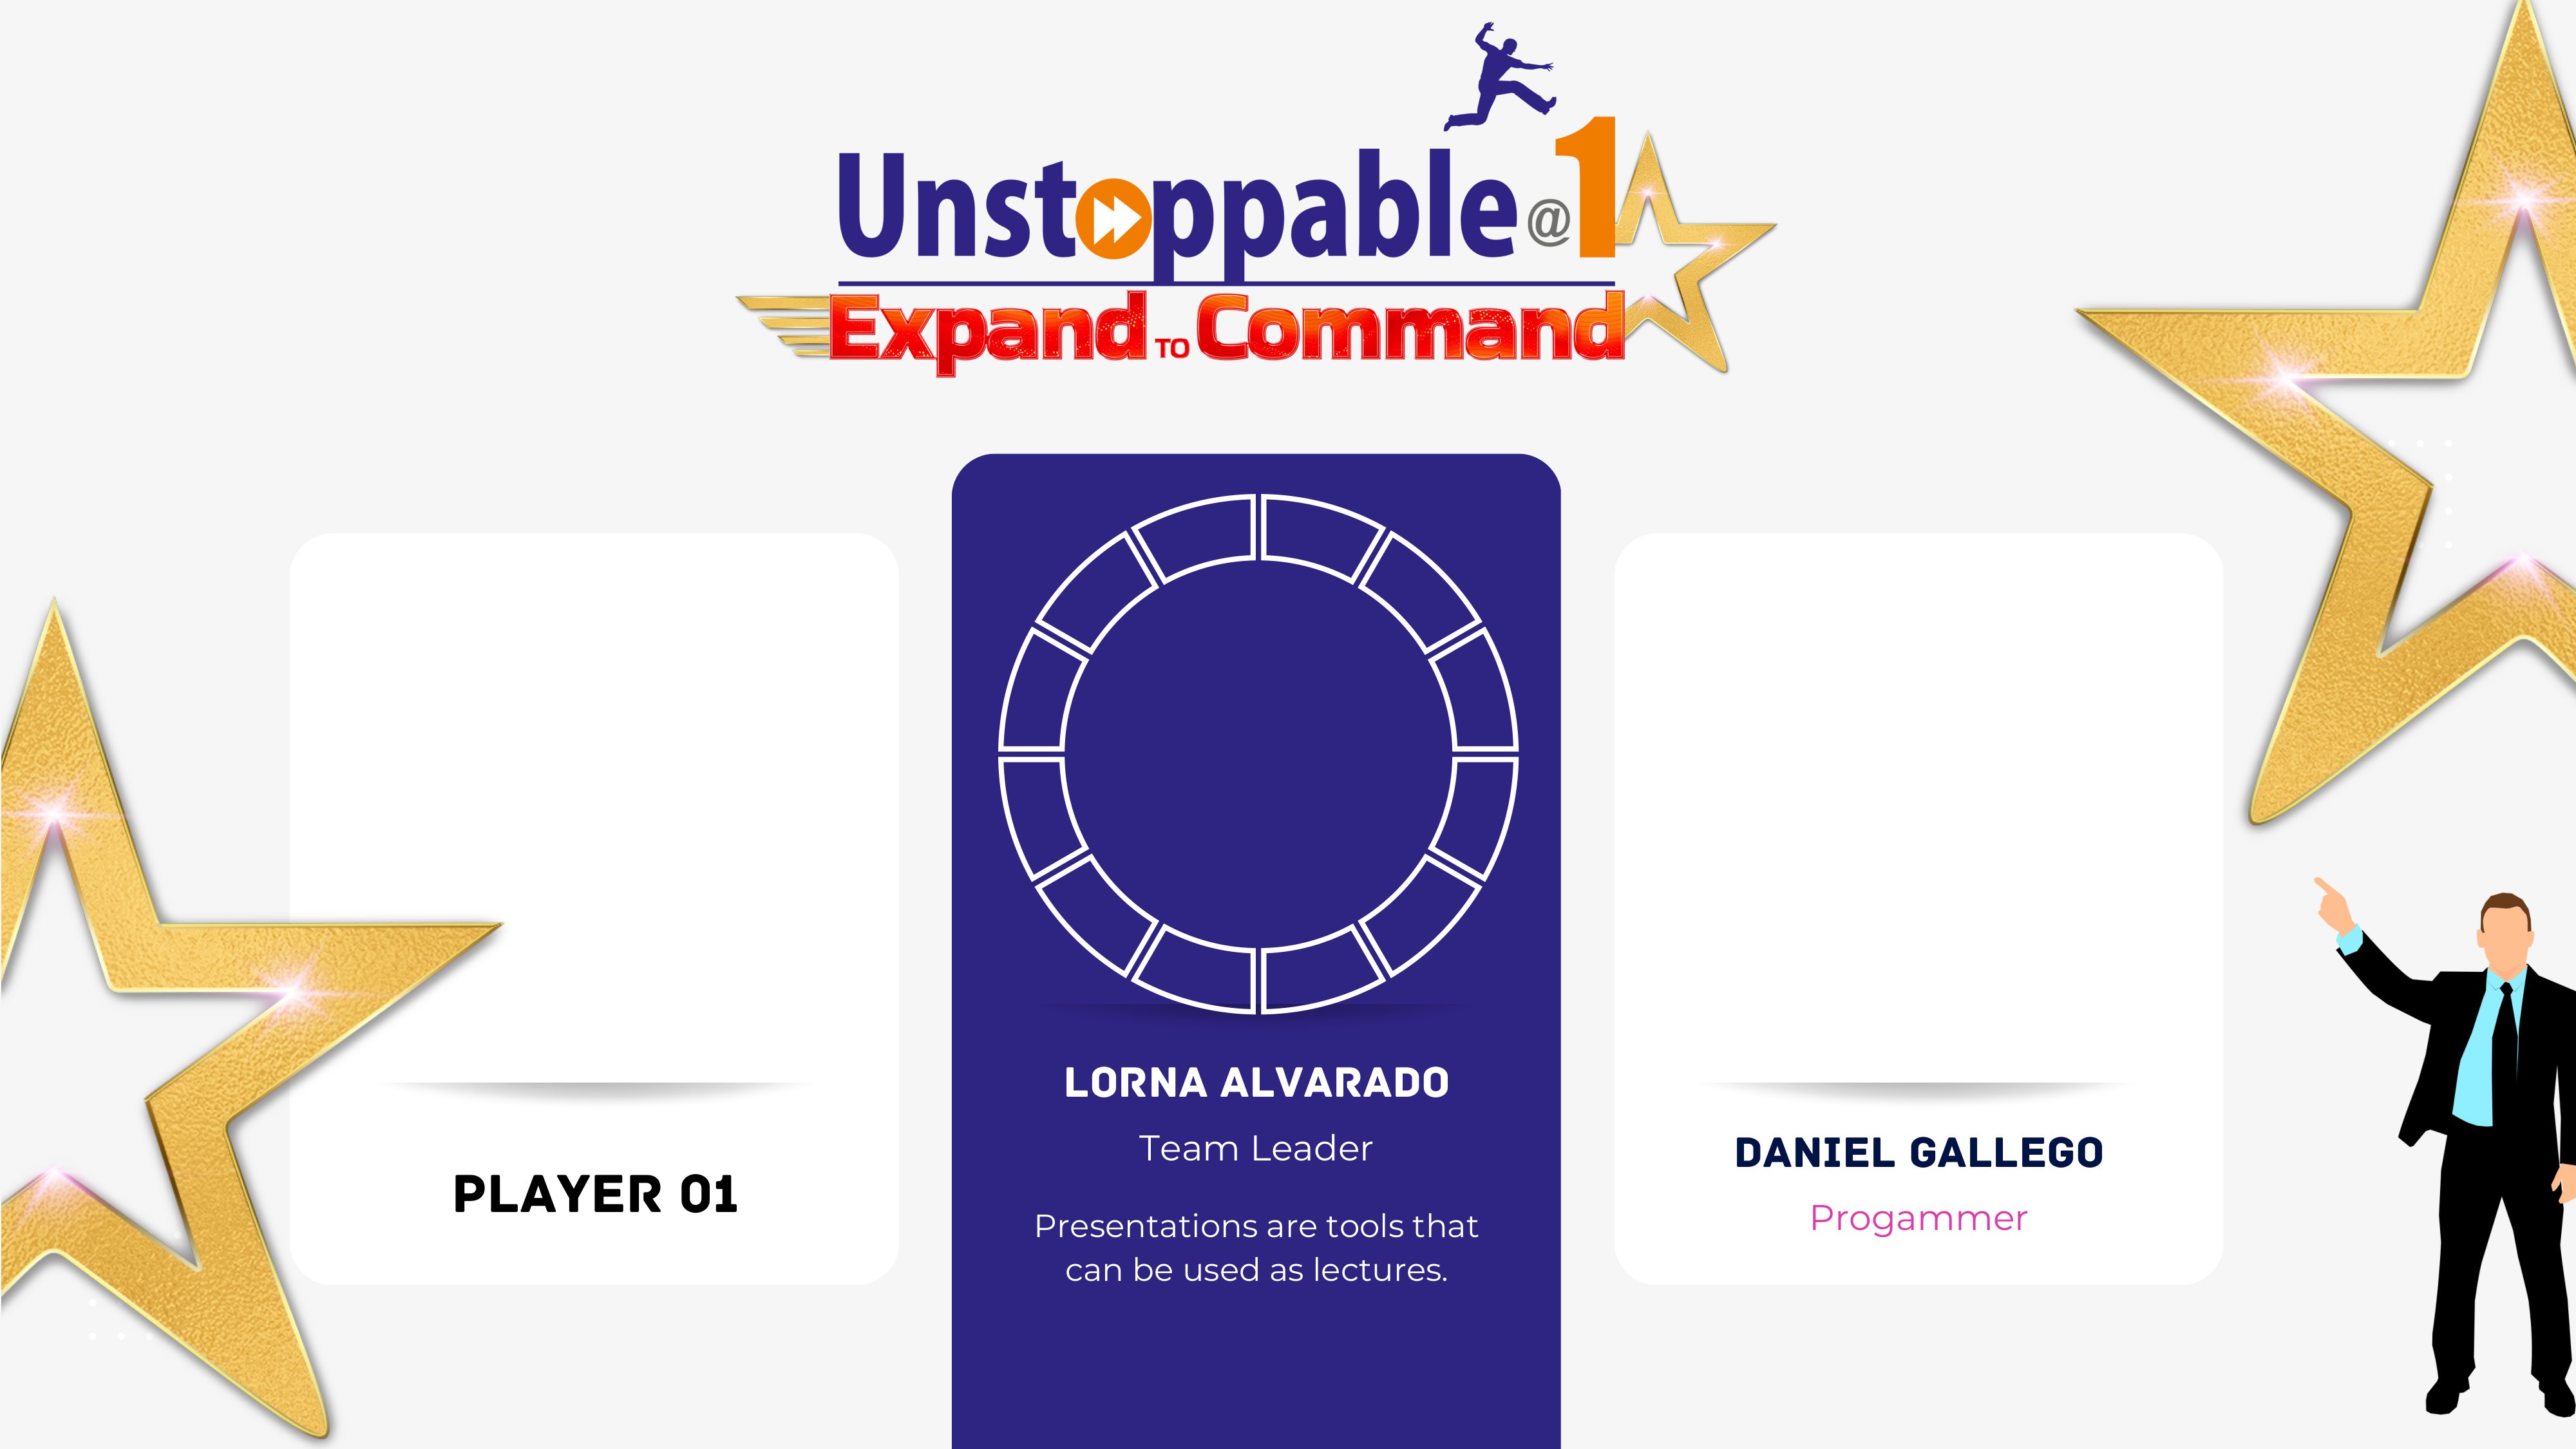 Unstoppable@1
Expand TO Command
PLAYER 01
LORNA ALVARADO
Team Leader
Presentations are tools that
can be used as lectures.
DANIEL GALLEGO
Progammer